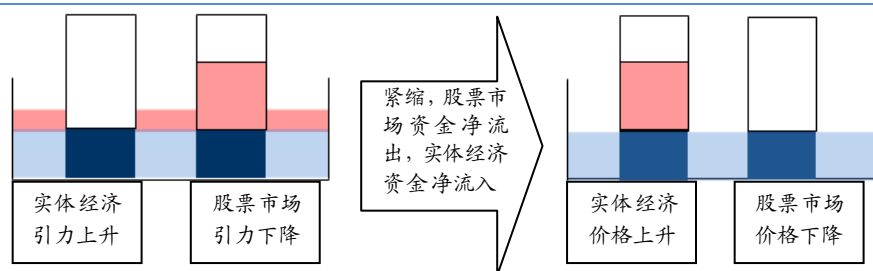 实体经济
引力上升
股票市场
引力下降
紧缩，股票市
场资金净流
出，实体经济
资金净流入
实体经济
价格上升
股票市场
价格下降